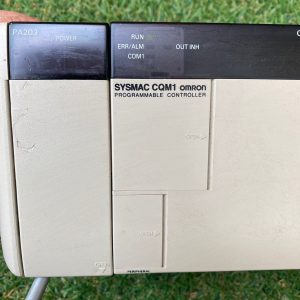 PA203
POWER
RUN
ERR/ALM
OUT INH
COM1
SYSMAC CQM1 omron
PROGRAMMABLE CONTROLLER
PERIPHERAL